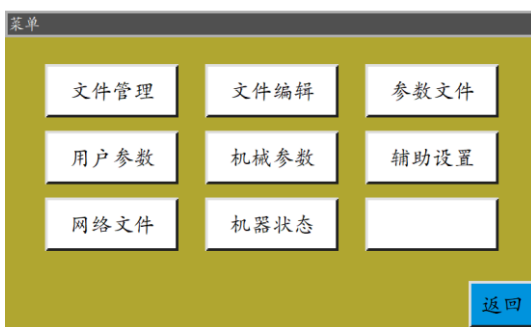 菜单
文件管理 文件编辑 参数文件
用户参数 机械参数 辅助设置
网络文件 机器状态
返回